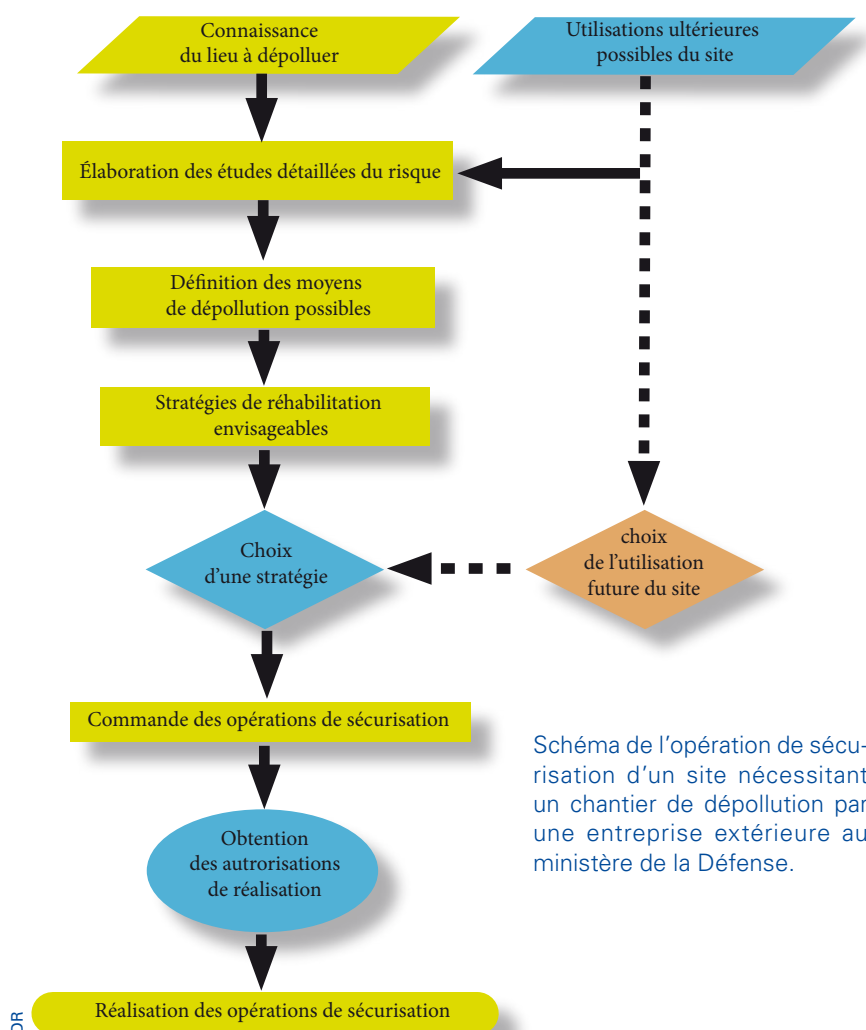 Connaissance
du lieu à dépolluer
Utilisations ultérieures
possibles du site
Élaboration des études détaillées du risque
Définition des moyens
de dépollution possibles
Stratégies de réhabilitation
envisageables
Choix
d'une stratégie
choix
de l'utilisation
future du site
Commande des opérations de sécurisation
Schéma de l'opération de sécu-
risation d'un site nécessitant
un chantier de dépollution par
une entreprise extérieure au
ministère de la Défense.
Obtention
des autrorisations
de réalisation
Réalisation des opérations de sécurisation
DR